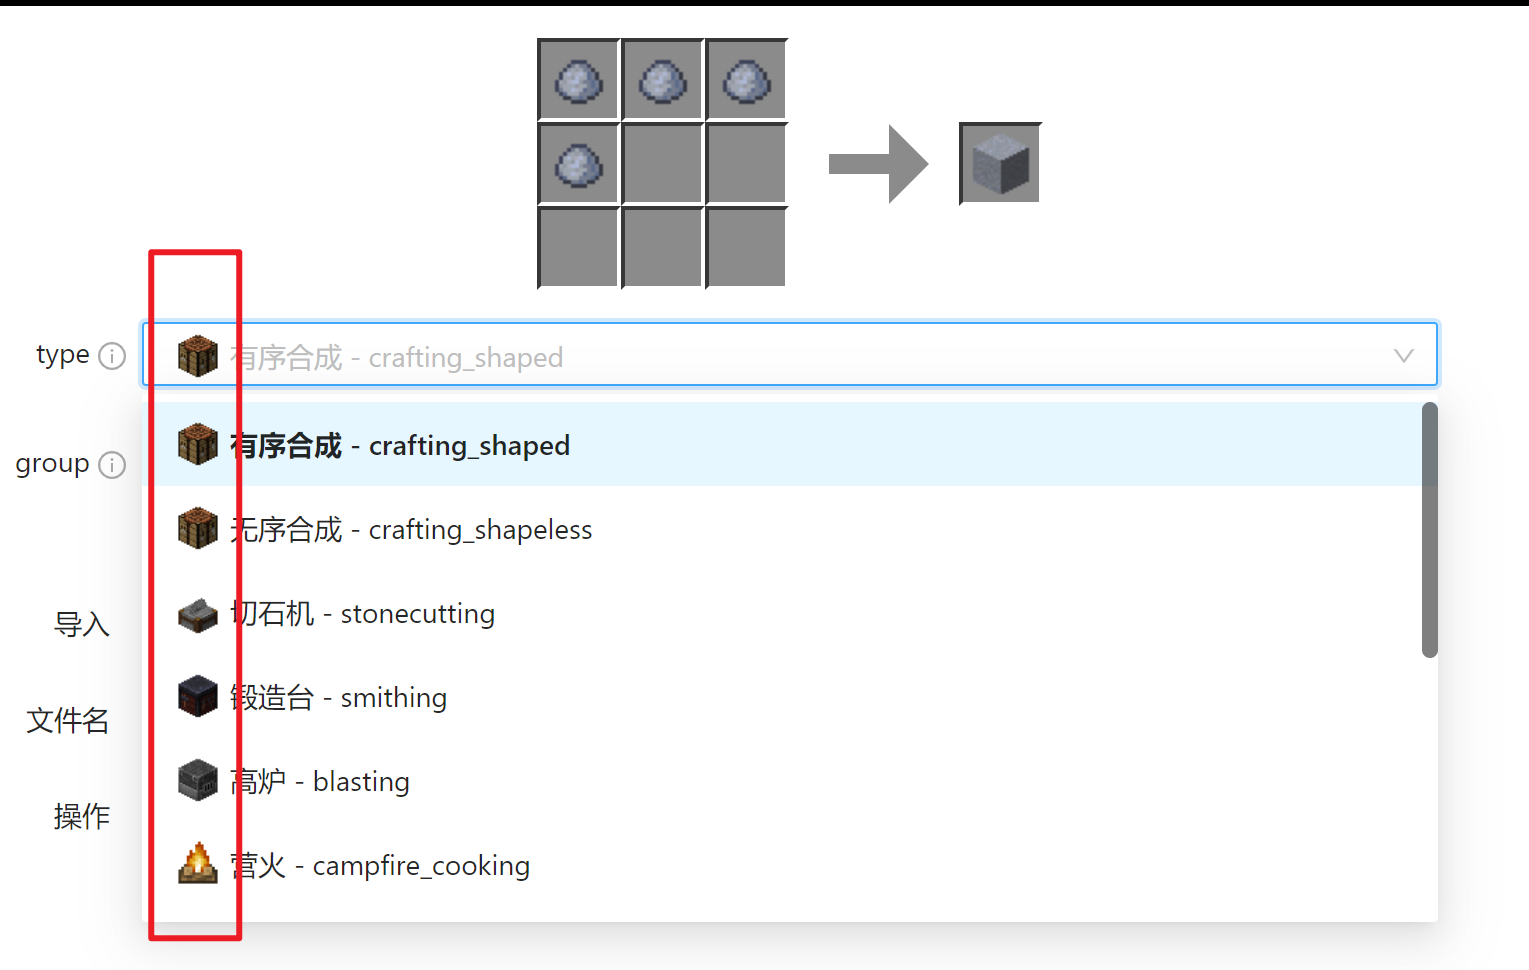 type
有序合成 - crafting_shaped
有序合成 - crafting_shaped
group
无序合成 - crafting_shapeless
切石机 - stonecutting
导入
锻造台 - smithing
文件名
高炉 - blasting
操作
营火 - campfire_cooking